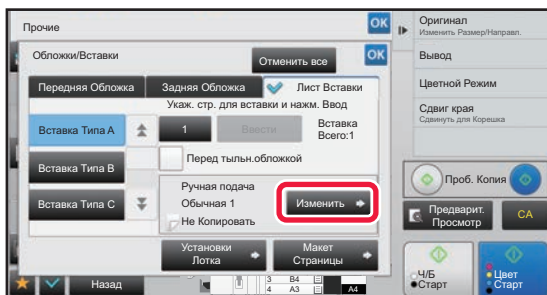 Прочие
OK
Обложки/Вставки
Отменить все
OK
Передняя Обложка
Задняя Обложка
Лист Вставки
Укаж. стр. для вставки и нажм. Ввод
Вставка Типа A
1
Ввести
Вставка
Всего:1
Перед тыльн.обложкой
Вставка Типа B
Ручная подача
Обычная 1
Не Копировать
Изменить
Вставка Типа C
Установки
Лотка
Макет
Страницы
Назад
3 B4
4 A3
A4
Оригинал
Изменить Размер/Направл.
Вывод
Цветной Режим
Сдвиг края
Сдвинуть для Корешка
Проб. Копия
Предварит.
Просмотр
CA
Ч/Б
Старт
Цвет
Старт